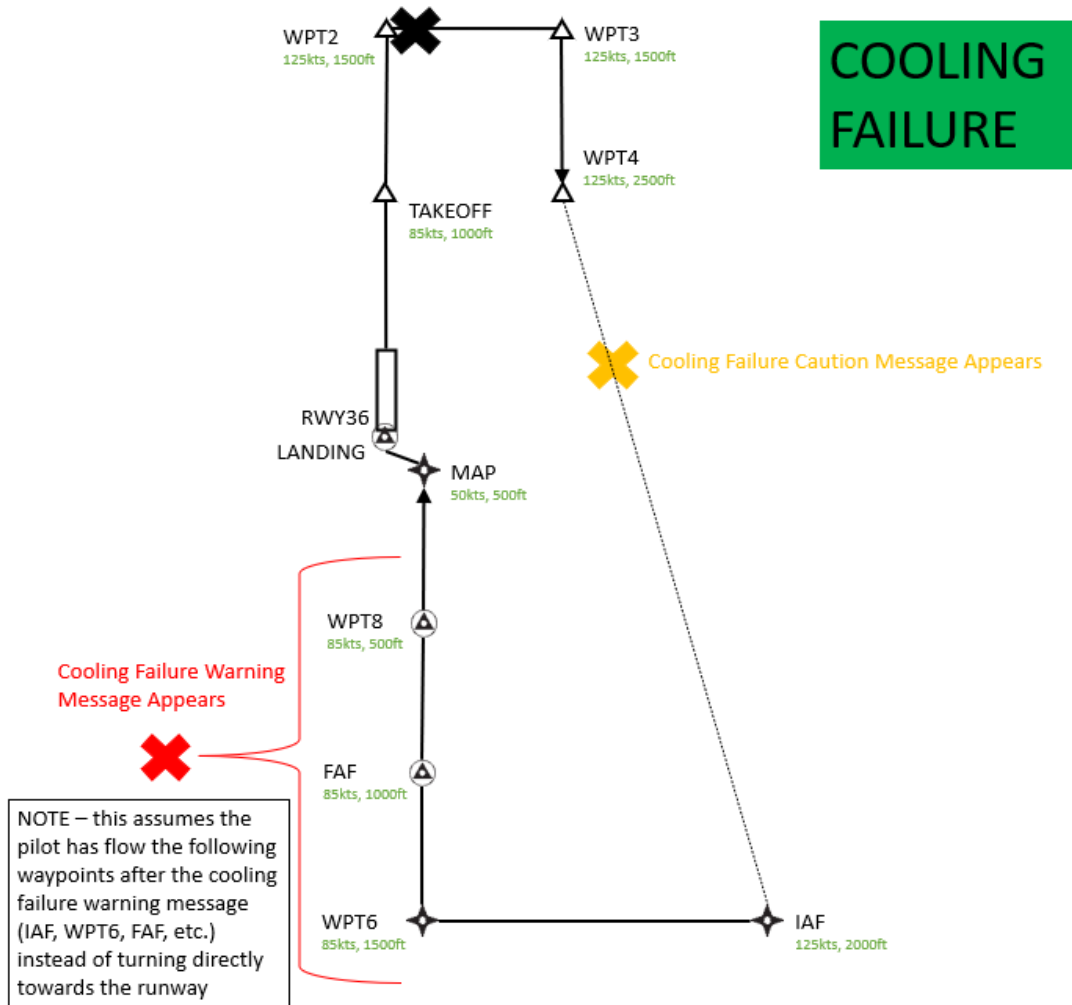 WPT2
125kts, 1500ft
WPT3
125kts, 1500ft
COOLING
FAILURE
WPT4
125kts, 2500ft
TAKEOFF
85kts, 1000ft
Cooling Failure Caution Message Appears
RWY36
LANDING
MAP
50kts, 500ft
WPT8
85kts, 500ft
Cooling Failure Warning
Message Appears
FAF
85kts, 1000ft
NOTE – this assumes the
pilot has flow the following
waypoints after the cooling
failure warning message
(IAF, WPT6, FAF, etc.)
instead of turning directly
towards the runway
WPT6
85kts, 1500ft
IAF
125kts, 2000ft